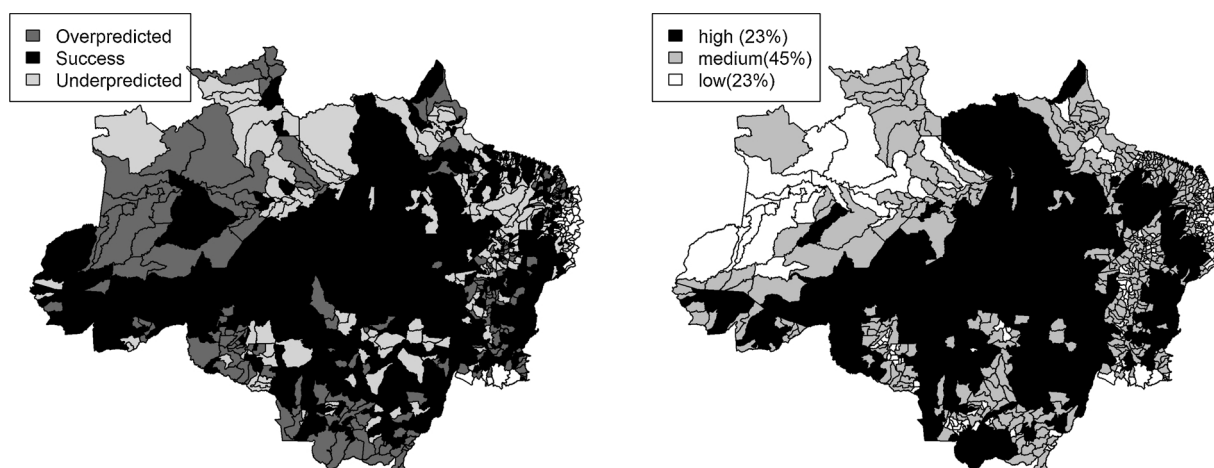 Overpredicted
Success
Underpredicted
high (23%)
medium(45%)
low(23%)